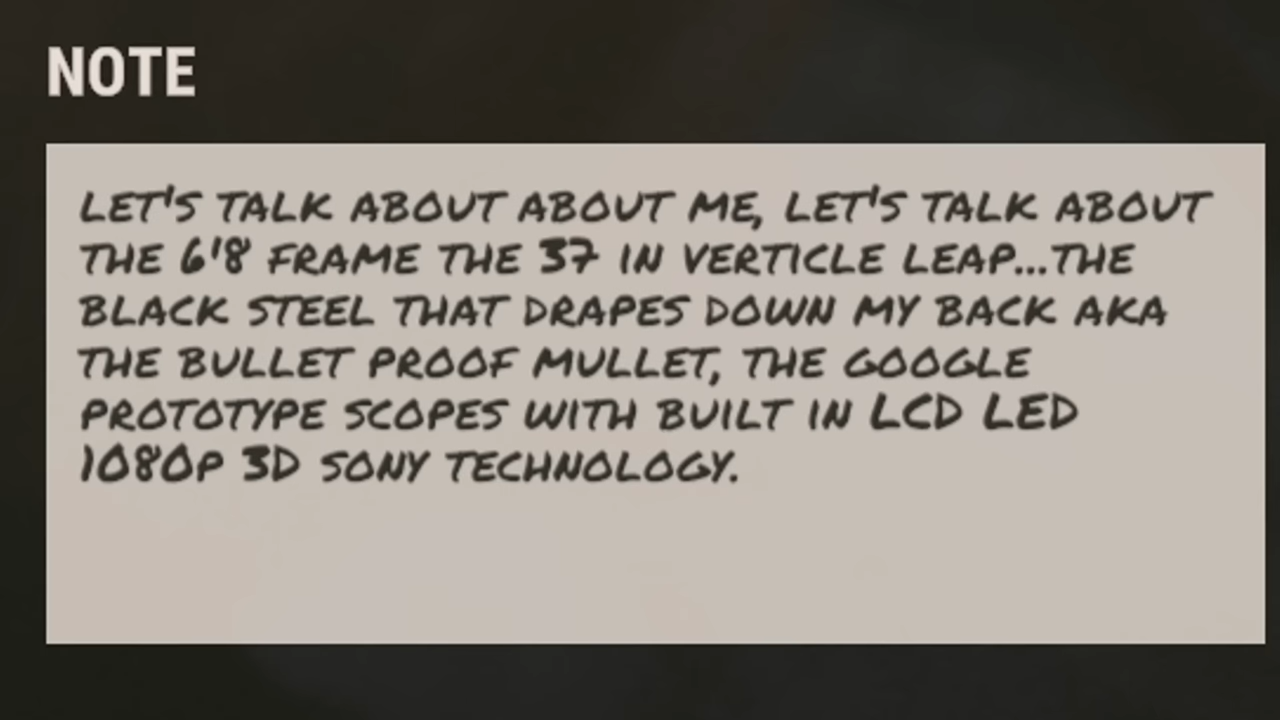 NOTE
LET'S TALK ABOUT ABOUT ME, LET'S TALK ABOUT
THE 6'8 FRAME THE 37 IN VERTICLE LEAP...THE
BLACK STEEL THAT DRAPES DOWN MY BACK AKA
THE BULLET PROOF MULLET, THE GOOGLE
PROTOTYPE SCOPES WITH BUILT IN LCD LED
1080P 3D SONY TECHNOLOGY.